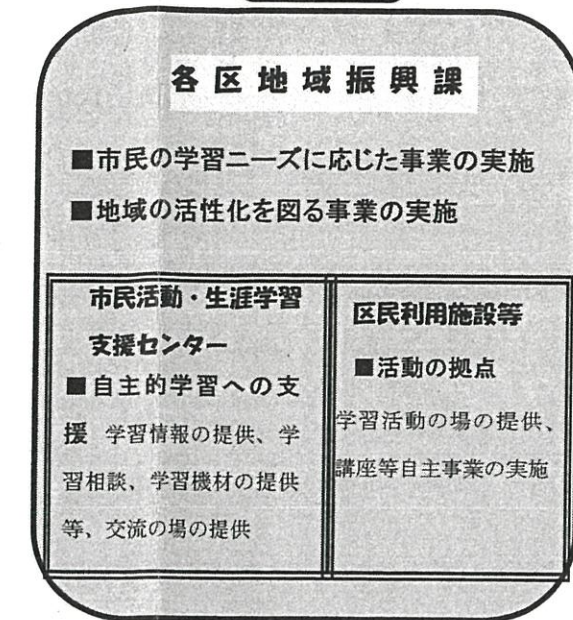 各区地域振興課
■市民の学習ニーズに応じた事業の実施
■地域の活性化を図る事業の実施
市民活動・生涯学習
支援センター
■自主的学習への支
援 学習情報の提供、学
習相談、学習機材の提供
等、交流の場の提供
区民利用施設等
■活動の拠点
学習活動の場の提供、
講座等自主事業の実施